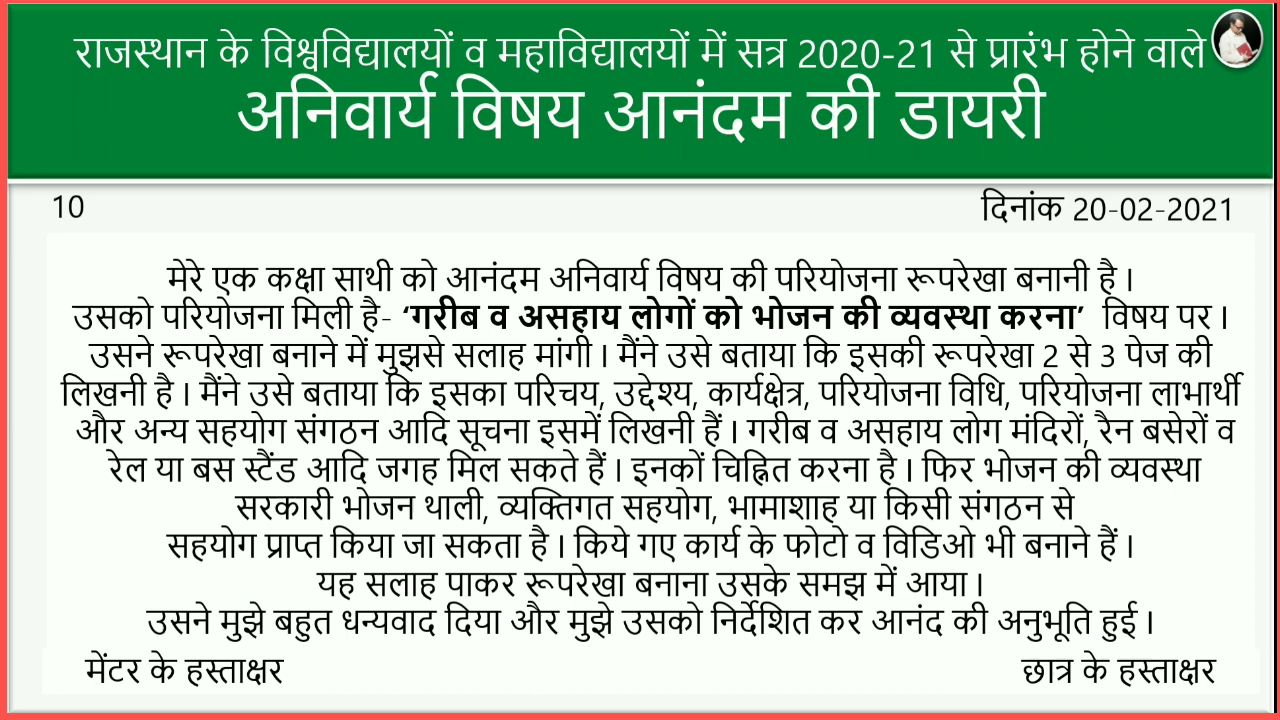 राजस्थान के विश्वविद्यालयों व महाविद्यालयों में सत्र 2020-21 से प्रारंभ होने वाले
अनिवार्य विषय आनंदम की डायरी
10
दिनांक 20-02-2021
मेरे एक कक्षा साथी को आनंदम अनिवार्य विषय की परियोजना रूपरेखा बनानी है ।
उसको परियोजना मिली है- ‘गरीब व असहाय लोगों को भोजन की व्यवस्था करना’ विषय पर ।
उसने रूपरेखा बनाने में मुझसे सलाह मांगी । मैंने उसे बताया कि इसकी रूपरेखा 2 से 3 पेज की
लिखनी है । मैंने उसे बताया कि इसका परिचय, उद्देश्य, कार्यक्षेत्र, परियोजना विधि, परियोजना लाभार्थी
और अन्य सहयोग संगठन आदि सूचना इसमें लिखनी हैं । गरीब व असहाय लोग मंदिरों, रैन बसेरों व
रेल या बस स्टैंड आदि जगह मिल सकते हैं । इनकों चिह्नित करना है । फिर भोजन की व्यवस्था
सरकारी भोजन थाली, व्यक्तिगत सहयोग, भामाशाह या किसी संगठन से
सहयोग प्राप्त किया जा सकता है । किये गए कार्य के फोटो व विडिओ भी बनाने हैं ।
यह सलाह पाकर रूपरेखा बनाना उसके समझ में आया ।
उसने मुझे बहुत धन्यवाद दिया और मुझे उसको निर्देशित कर आनंद की अनुभूति हुई ।
मेंटर के हस्ताक्षर
छात्र के हस्ताक्षर